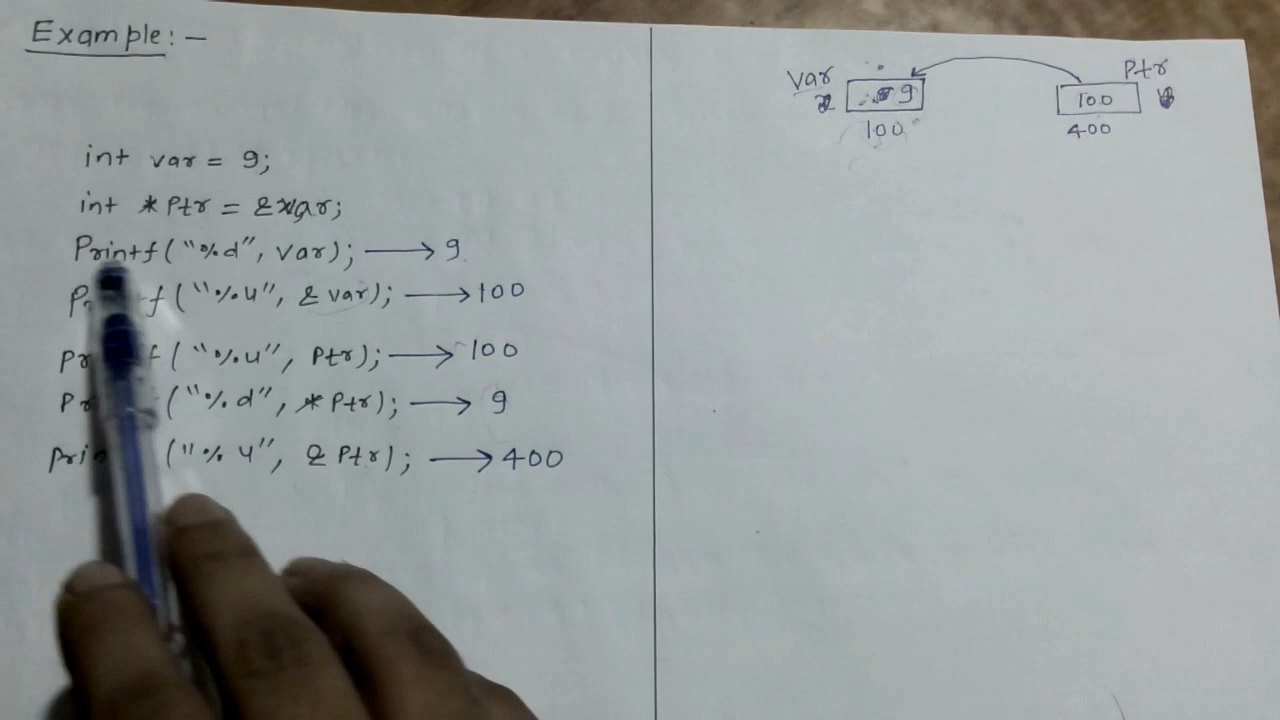 Example:-
int var = 9;
int *Ptr = &var;
Printf("%d", var); → 9
f("%u", &var); → 100
f("%u", Ptr); → 100
("%d", *Ptr); → 9
("%u", &Ptr); → 400
Var
9
100
Ptr
100
400